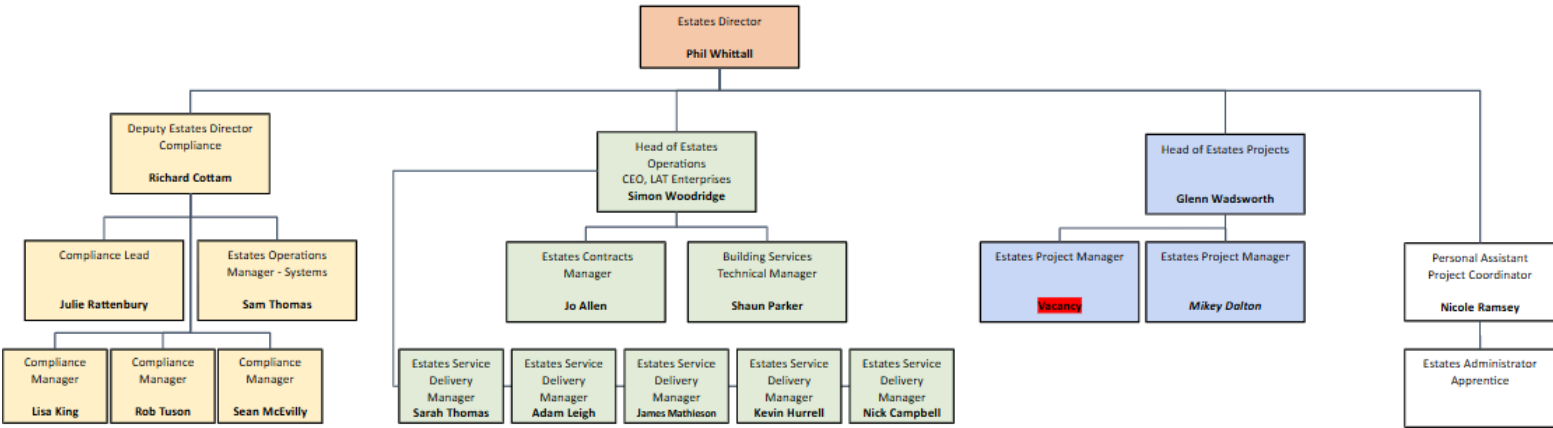 Estates Director
Phil Whittall
Deputy Estates Director
Compliance
Richard Cottam
Head of Estates
Operations
CEO, LAT Enterprises
Simon Woodridge
Head of Estates Projects
Glenn Wadsworth
Compliance Lead
Julie Rattenbury
Estates Operations
Manager - Systems
Sam Thomas
Estates Contracts
Manager
Jo Allen
Building Services
Technical Manager
Shaun Parker
Estates Project Manager
Vacancy
Estates Project Manager
Mikey Dalton
Personal Assistant
Project Coordinator
Nicole Ramsey
Compliance
Manager
Lisa King
Compliance
Manager
Rob Tuson
Compliance
Manager
Sean McEvilly
Estates Service
Delivery
Manager
Sarah Thomas
Estates Service
Delivery
Manager
Adam Leigh
Estates Service
Delivery
Manager
James Mathieson
Estates Service
Delivery
Manager
Kevin Hurrell
Estates Service
Delivery
Manager
Nick Campbell
Estates Administrator
Apprentice